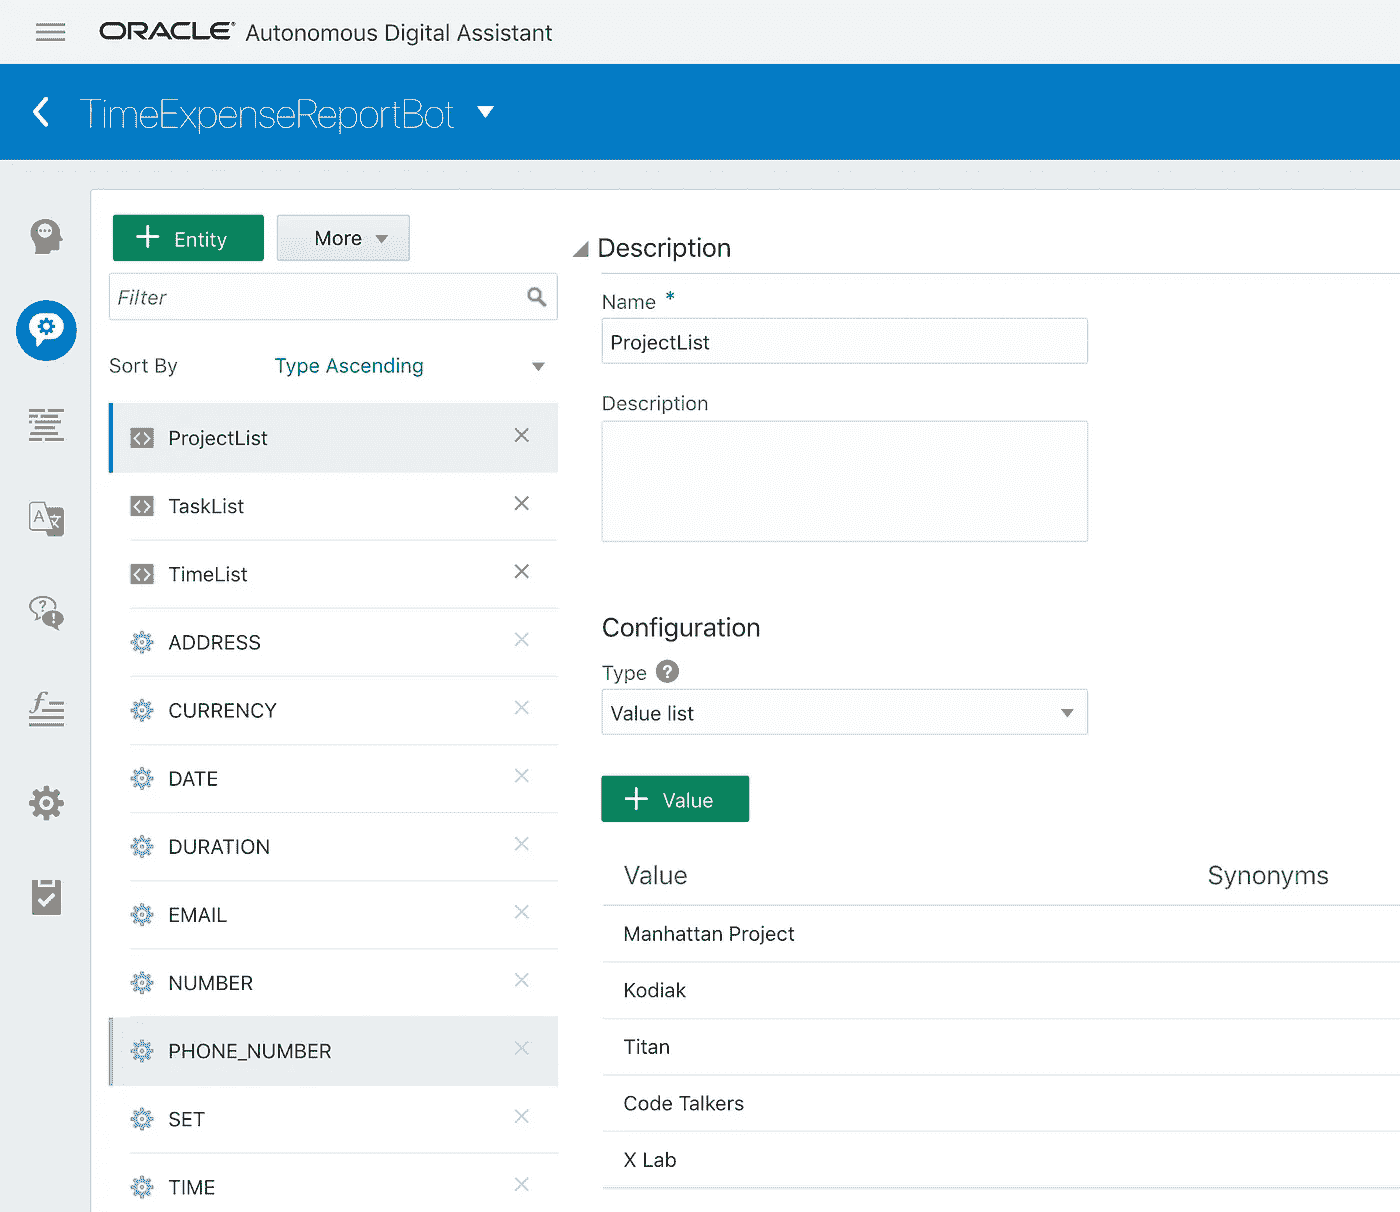 ORACLE® Autonomous Digital Assistant
TimeExpenseReportBot
Entity
More
Filter
Sort By Type Ascending
ProjectList
TaskList
TimeList
ADDRESS
CURRENCY
DATE
DURATION
EMAIL
NUMBER
PHONE_NUMBER
SET
TIME
Description
Name *
ProjectList
Description
Configuration
Type ?
Value list
Value
Value Synonyms
Manhattan Project
Kodiak
Titan
Code Talkers
X Lab